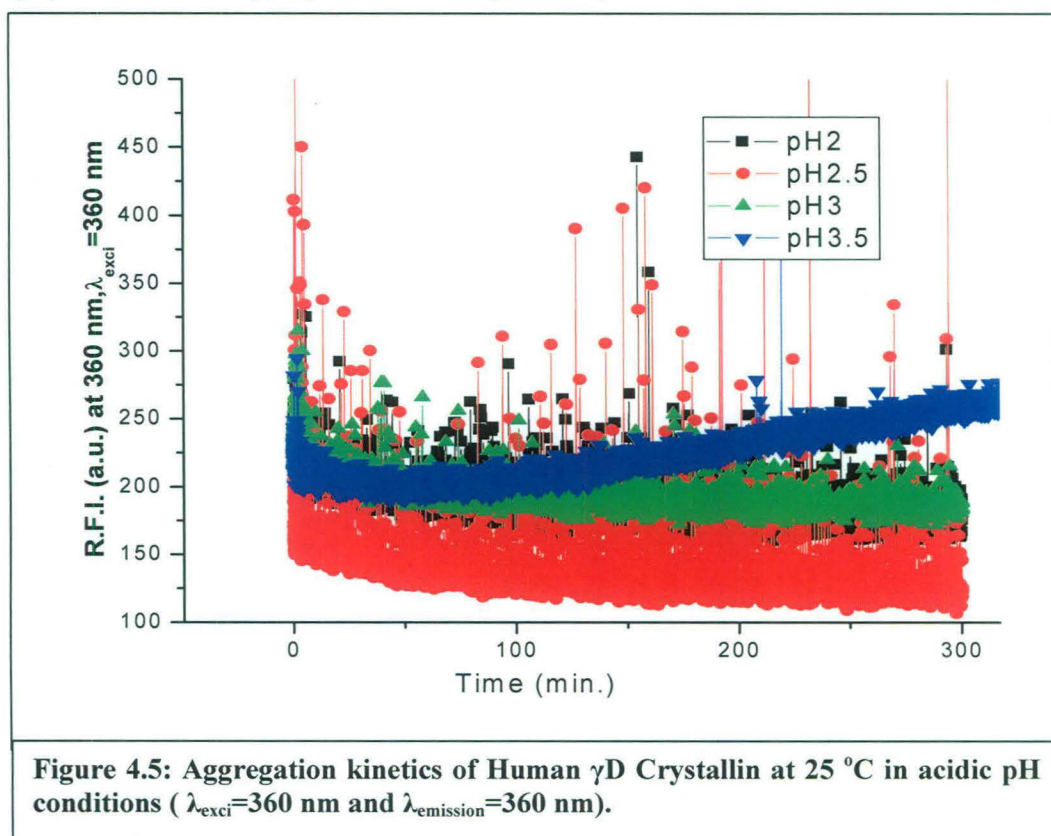 500
450
400
350
300
250
200
150
100
R.F.I. (a.u.) at 360 nm,λexci=360 nm
pH2
pH2.5
pH3
pH3.5
0
100
200
300
Time (min.)
Figure 4.5: Aggregation kinetics of Human γD Crystallin at 25 °C in acidic pH
conditions ( λexci=360 nm and λemission=360 nm).